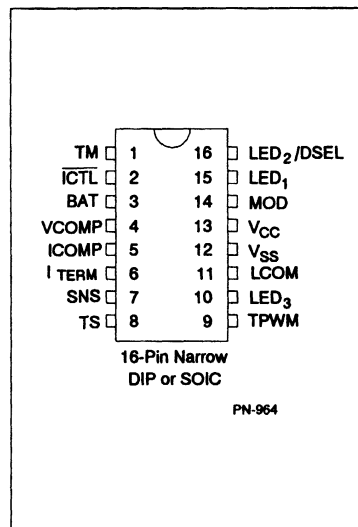 TM 1 16 LED2/DSEL
ICTL 2 15 LED1
BAT 3 14 MOD
VCOMP 4 13 VCC
ICOMP 5 12 VSS
ITERM 6 11 LCOM
SNS 7 10 LED3
TS 8 9 TPWM
16-Pin Narrow
DIP or SOIC
PN-964